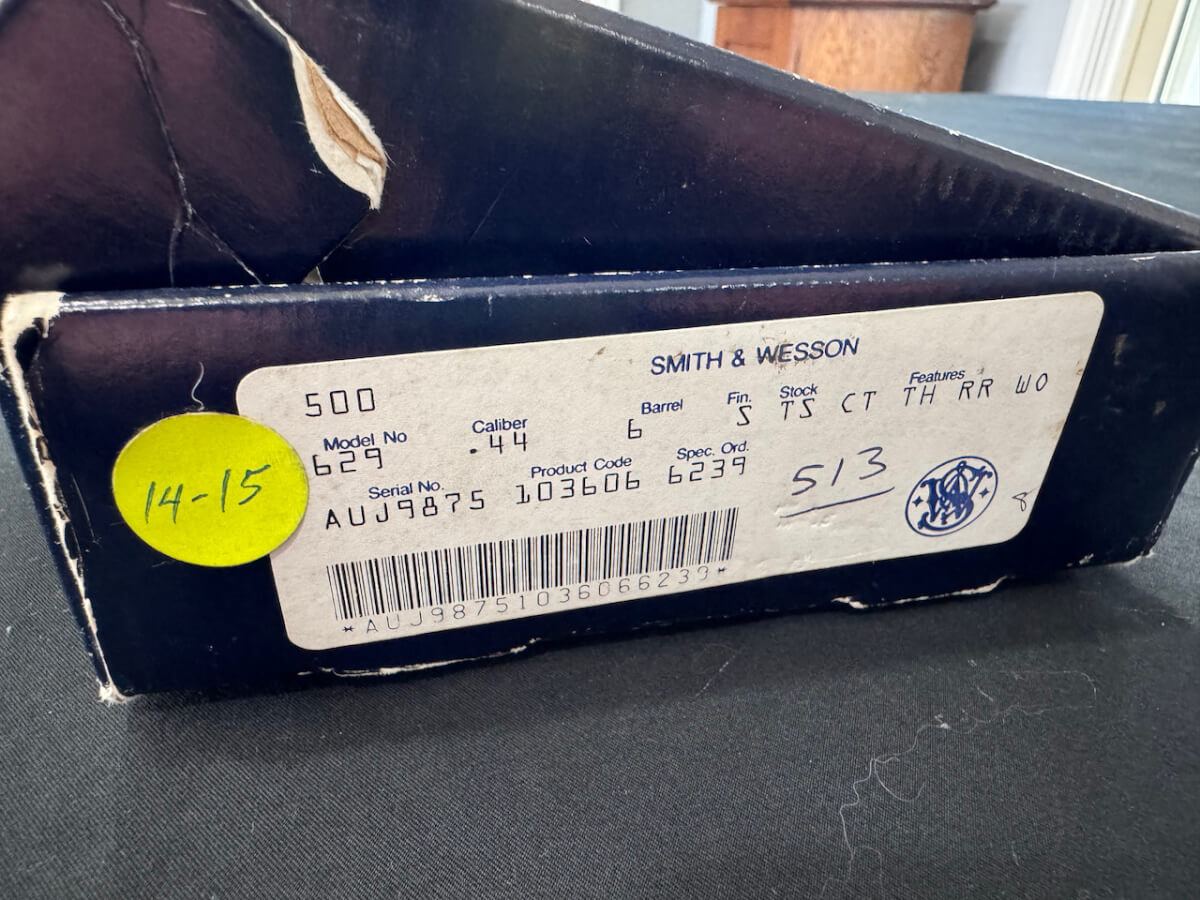 SMITH & WESSON
500
Model No Caliber Barrel Fin. Stock Features
629 .44 6 S TS CT TH RR WO
Serial No. Product Code Spec. Ord.
AUJ9875 103606 6239
513
8
*AUJ98751036066239*
14-15